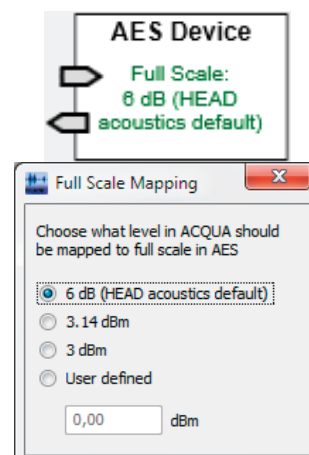 AES Device
Full Scale:
6 dB (HEAD
acoustics default)
Full Scale Mapping
X
Choose what level in ACQUA should
be mapped to full scale in AES
6 dB (HEAD acoustics default)
3.14 dBm
3 dBm
User defined
0,00 dBm